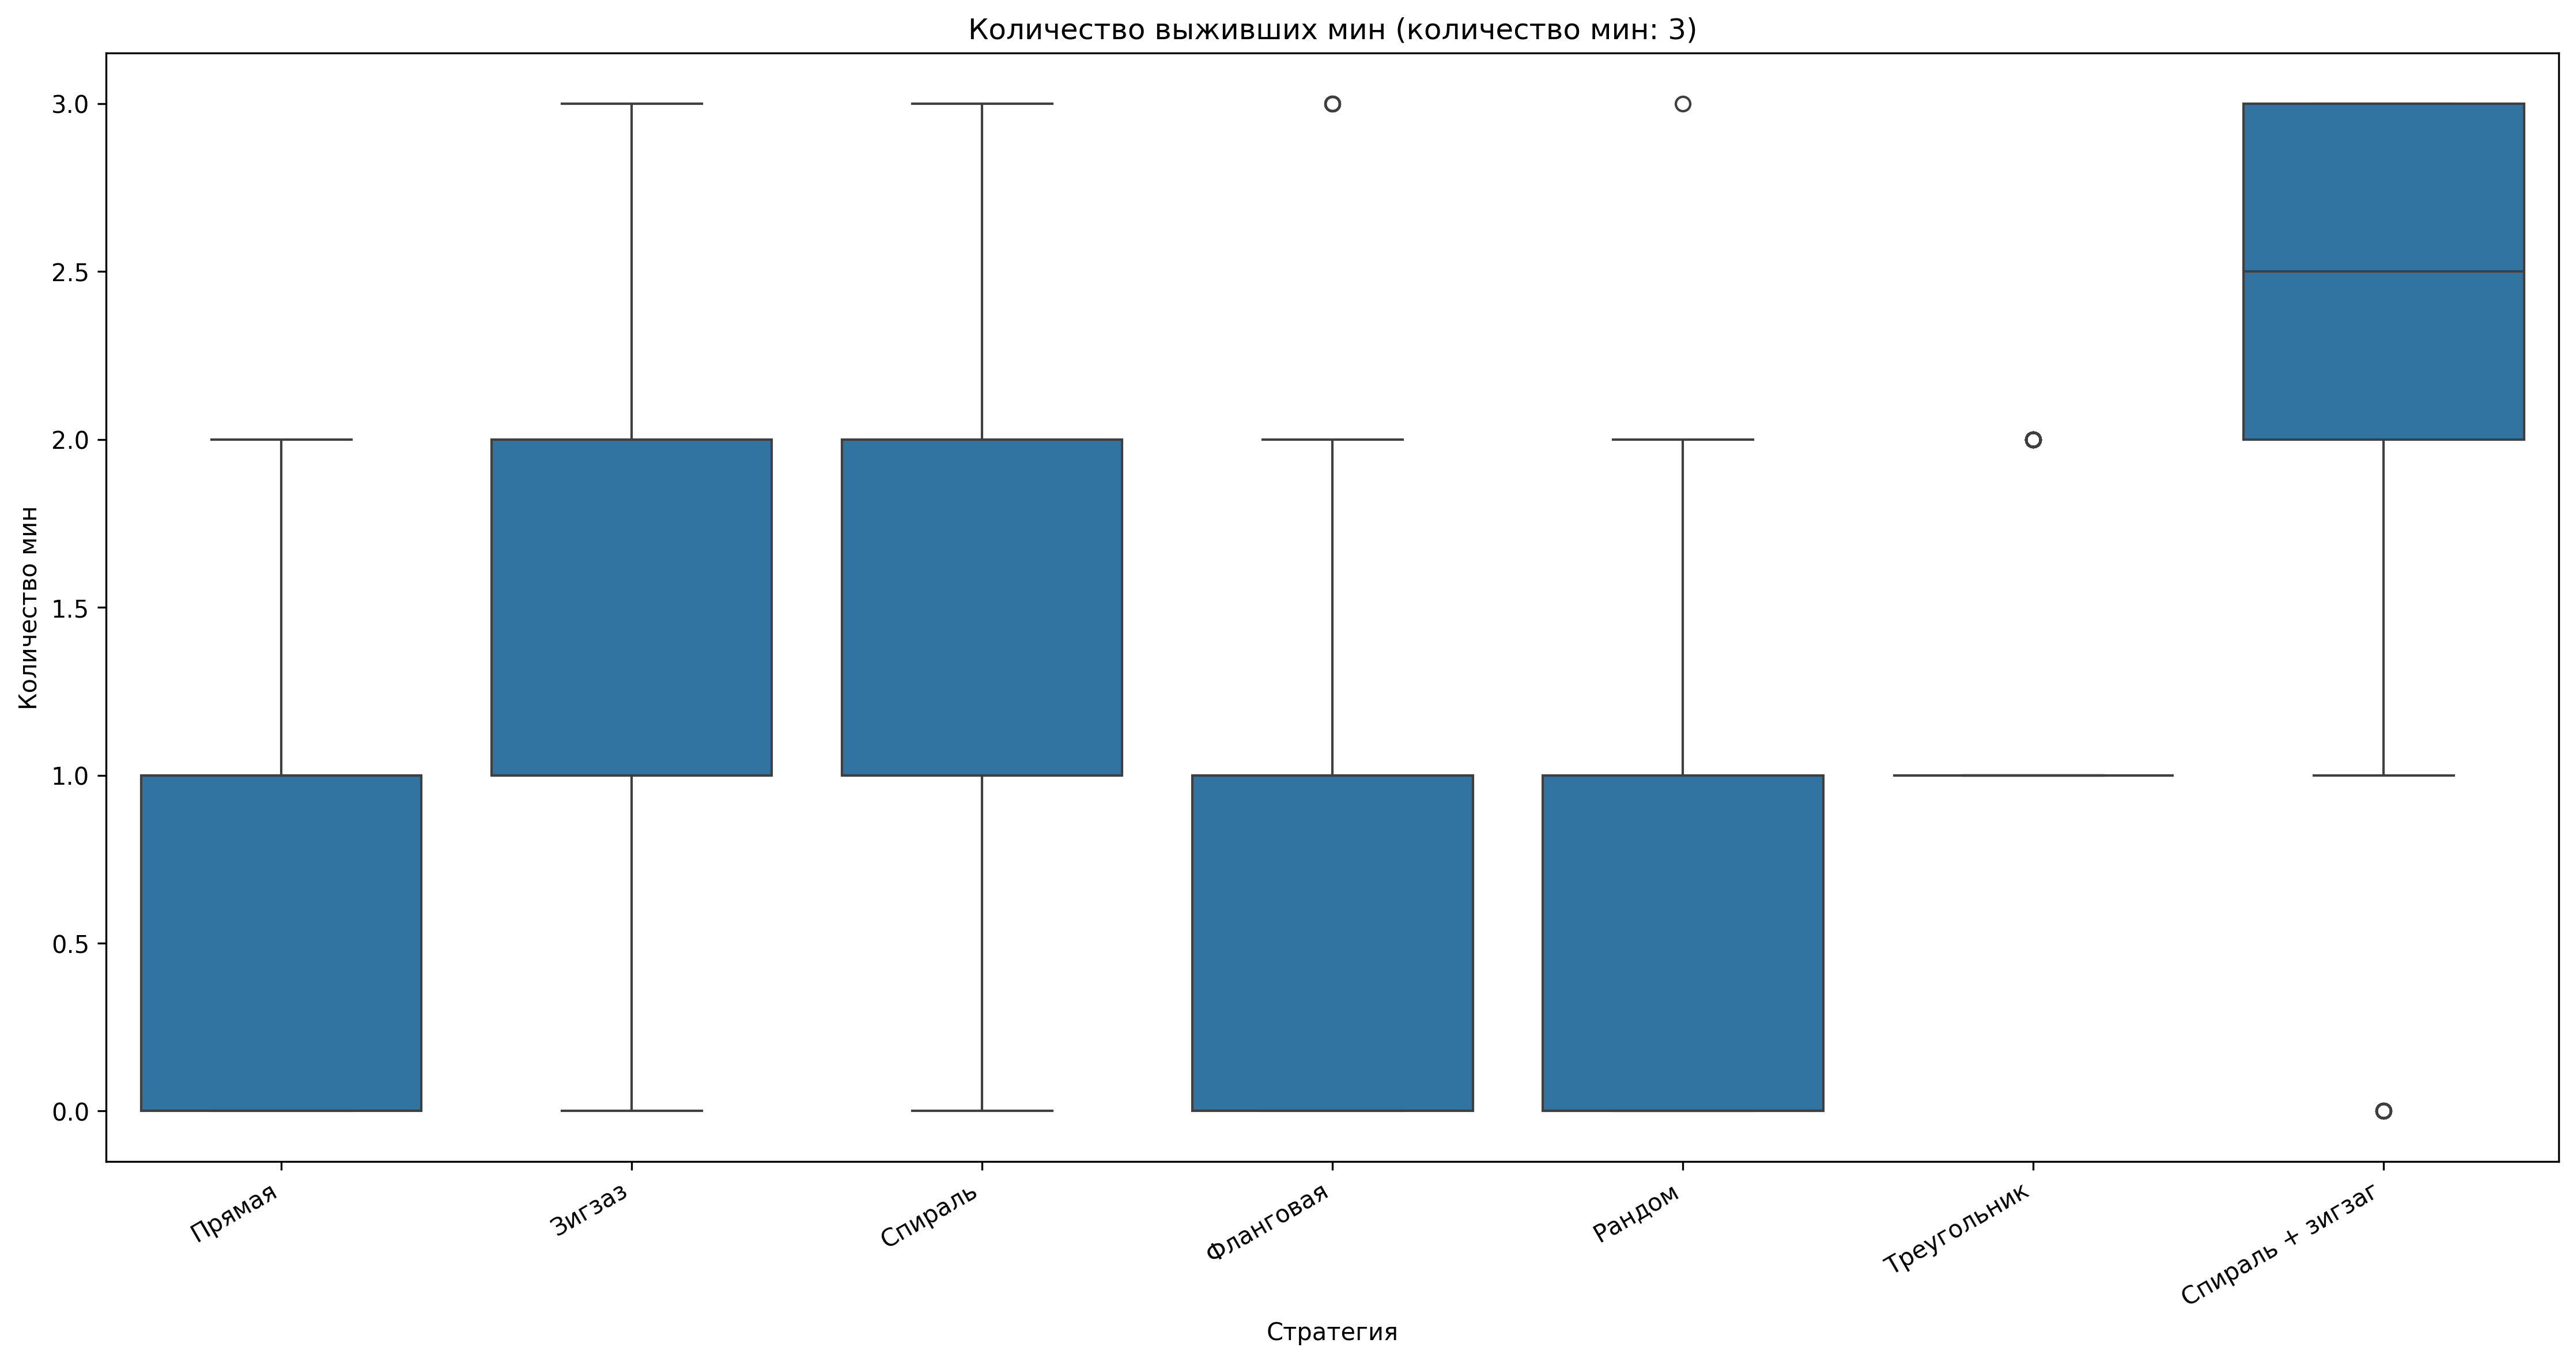 Количество выживших мин (количество мин: 3)
Количество мин
3.0
2.5
2.0
1.5
1.0
0.5
0.0
Прямая
Зигзаз
Спираль
Фланговая
Рандом
Треугольник
Спираль + зигзаг
Стратегия